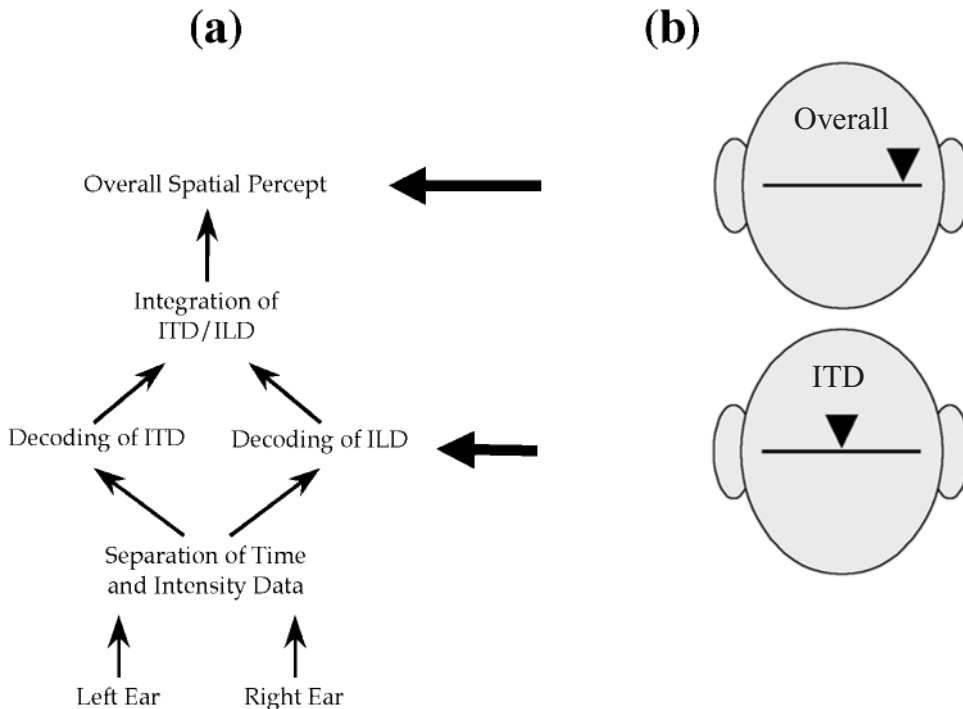 (a)
Overall Spatial Percept
Integration of
ITD/ILD
Decoding of ITD
Decoding of ILD
Separation of Time
and Intensity Data
Left Ear
Right Ear
(b)
Overall
ITD